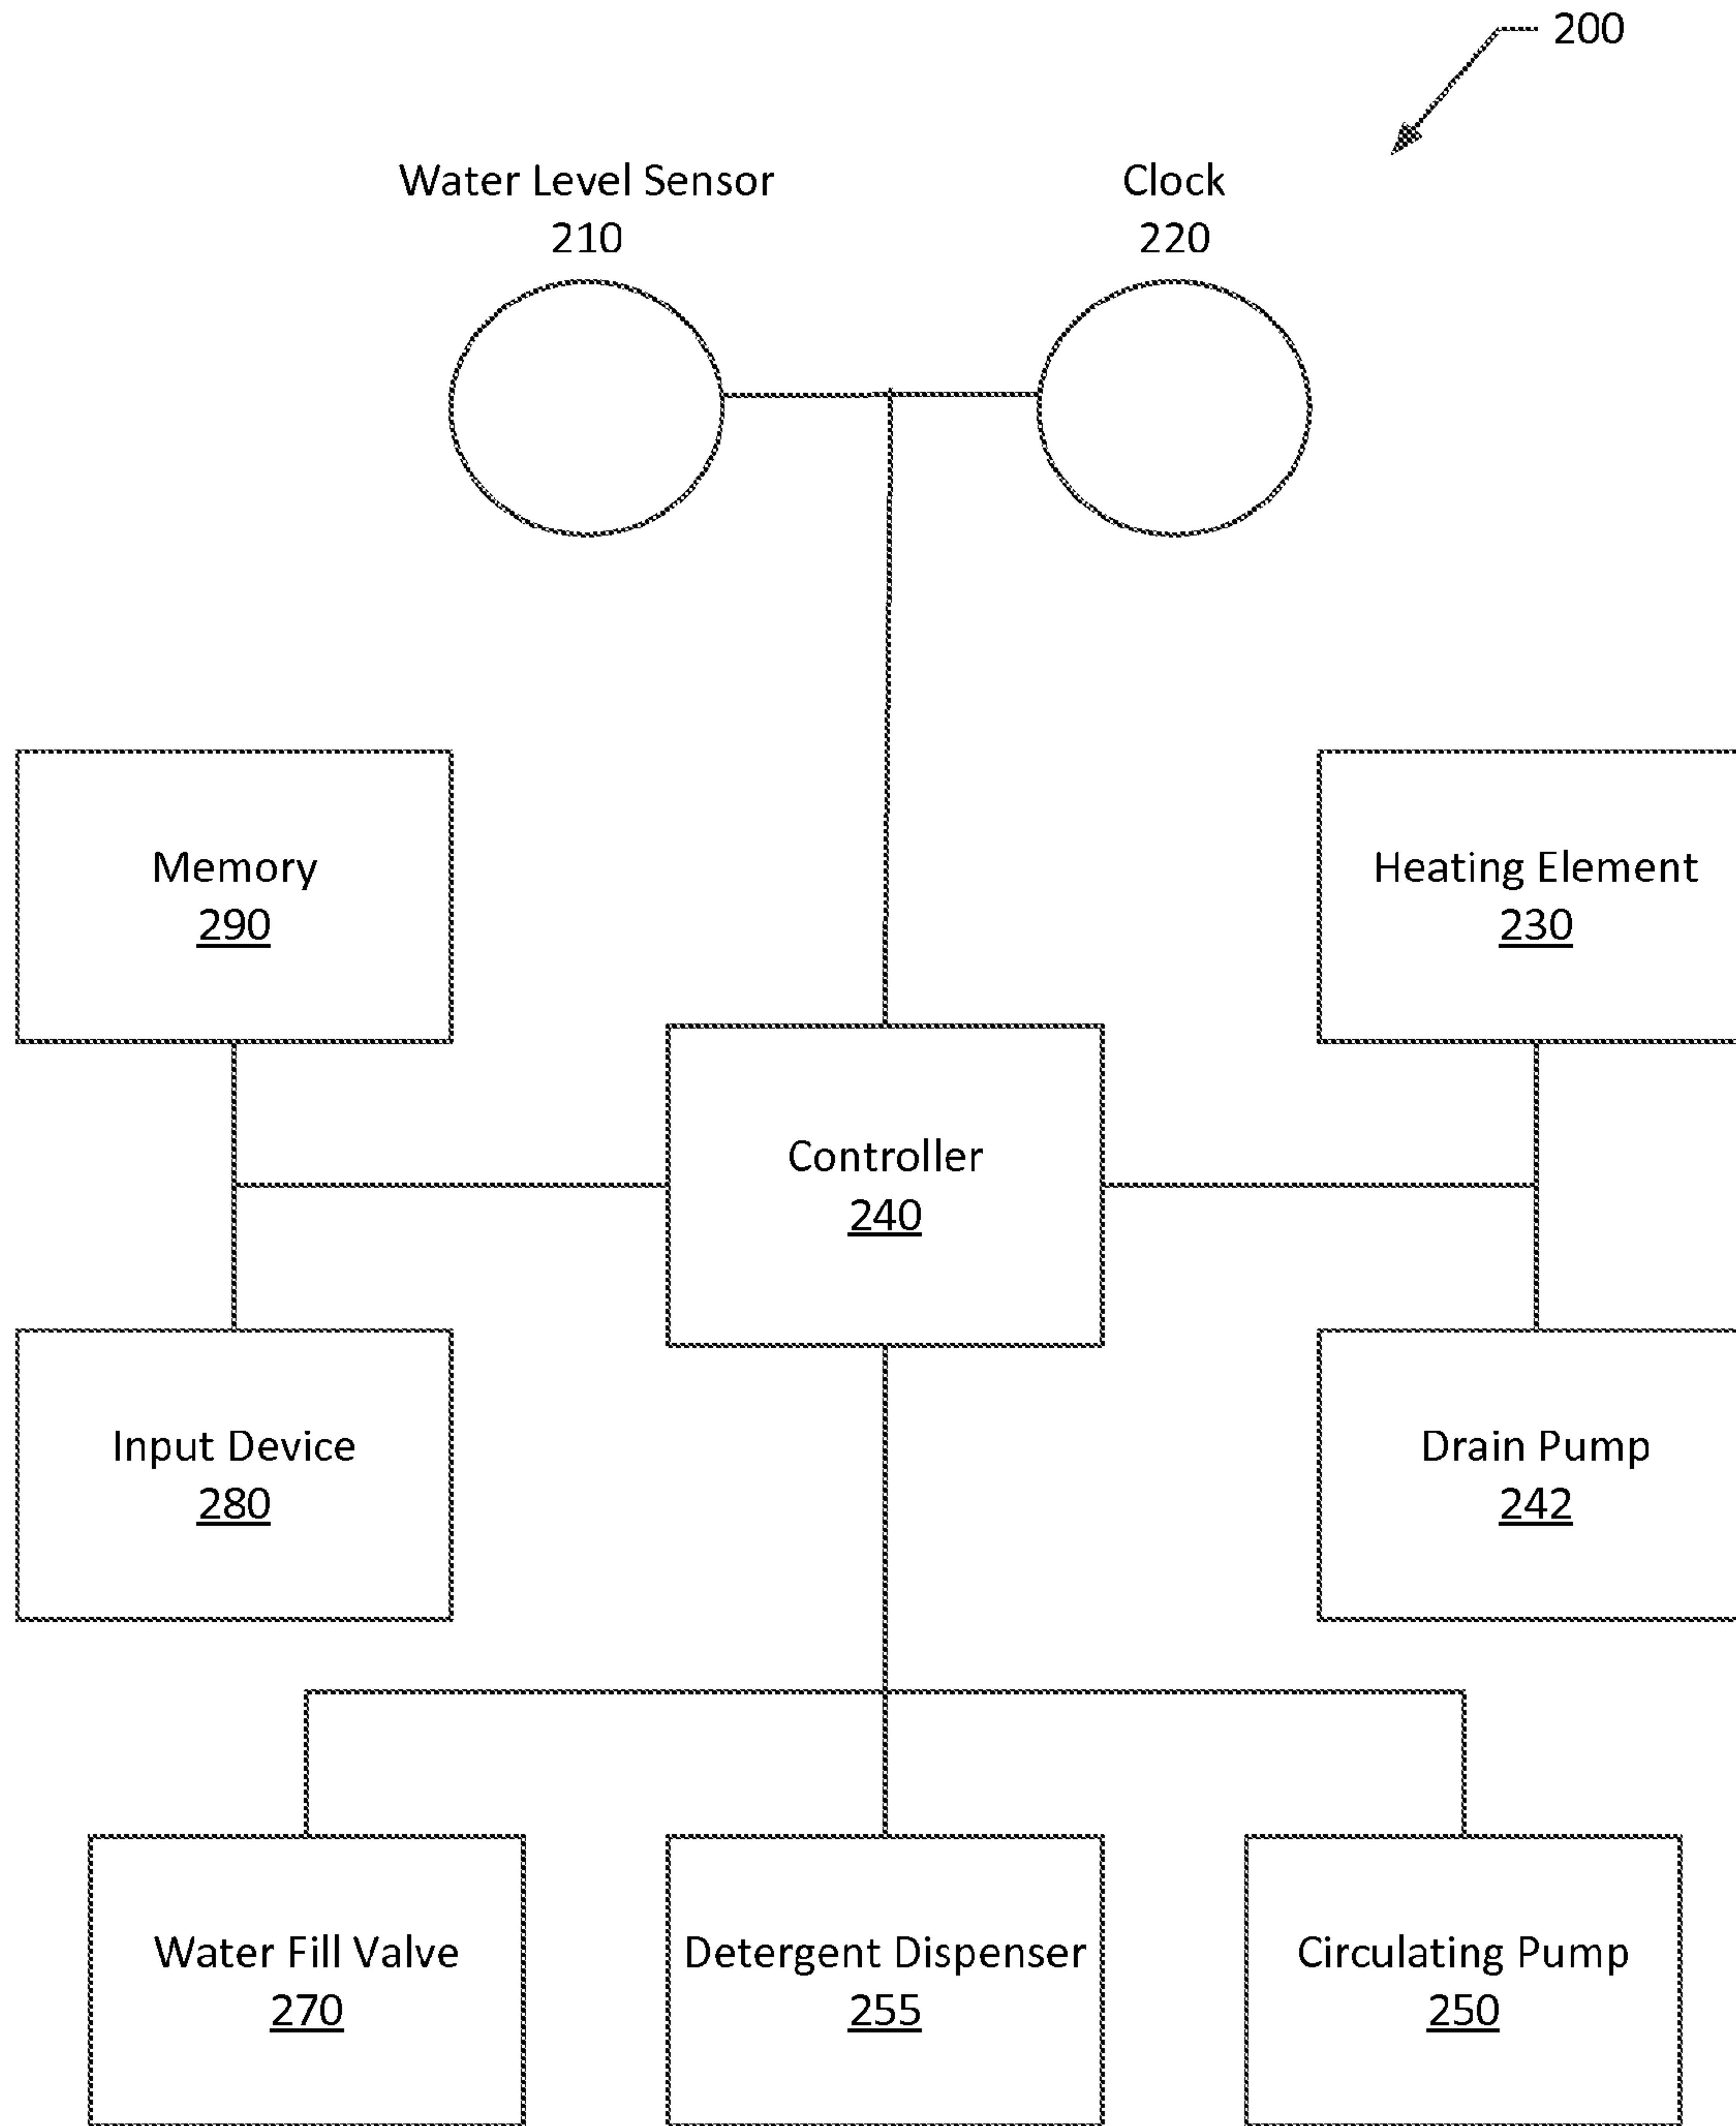 200
Water Level Sensor
210
Clock
220
Memory
290
Heating Element
230
Controller
240
Input Device
280
Drain Pump
242
Water Fill Valve
270
Detergent Dispenser
255
Circulating Pump
250